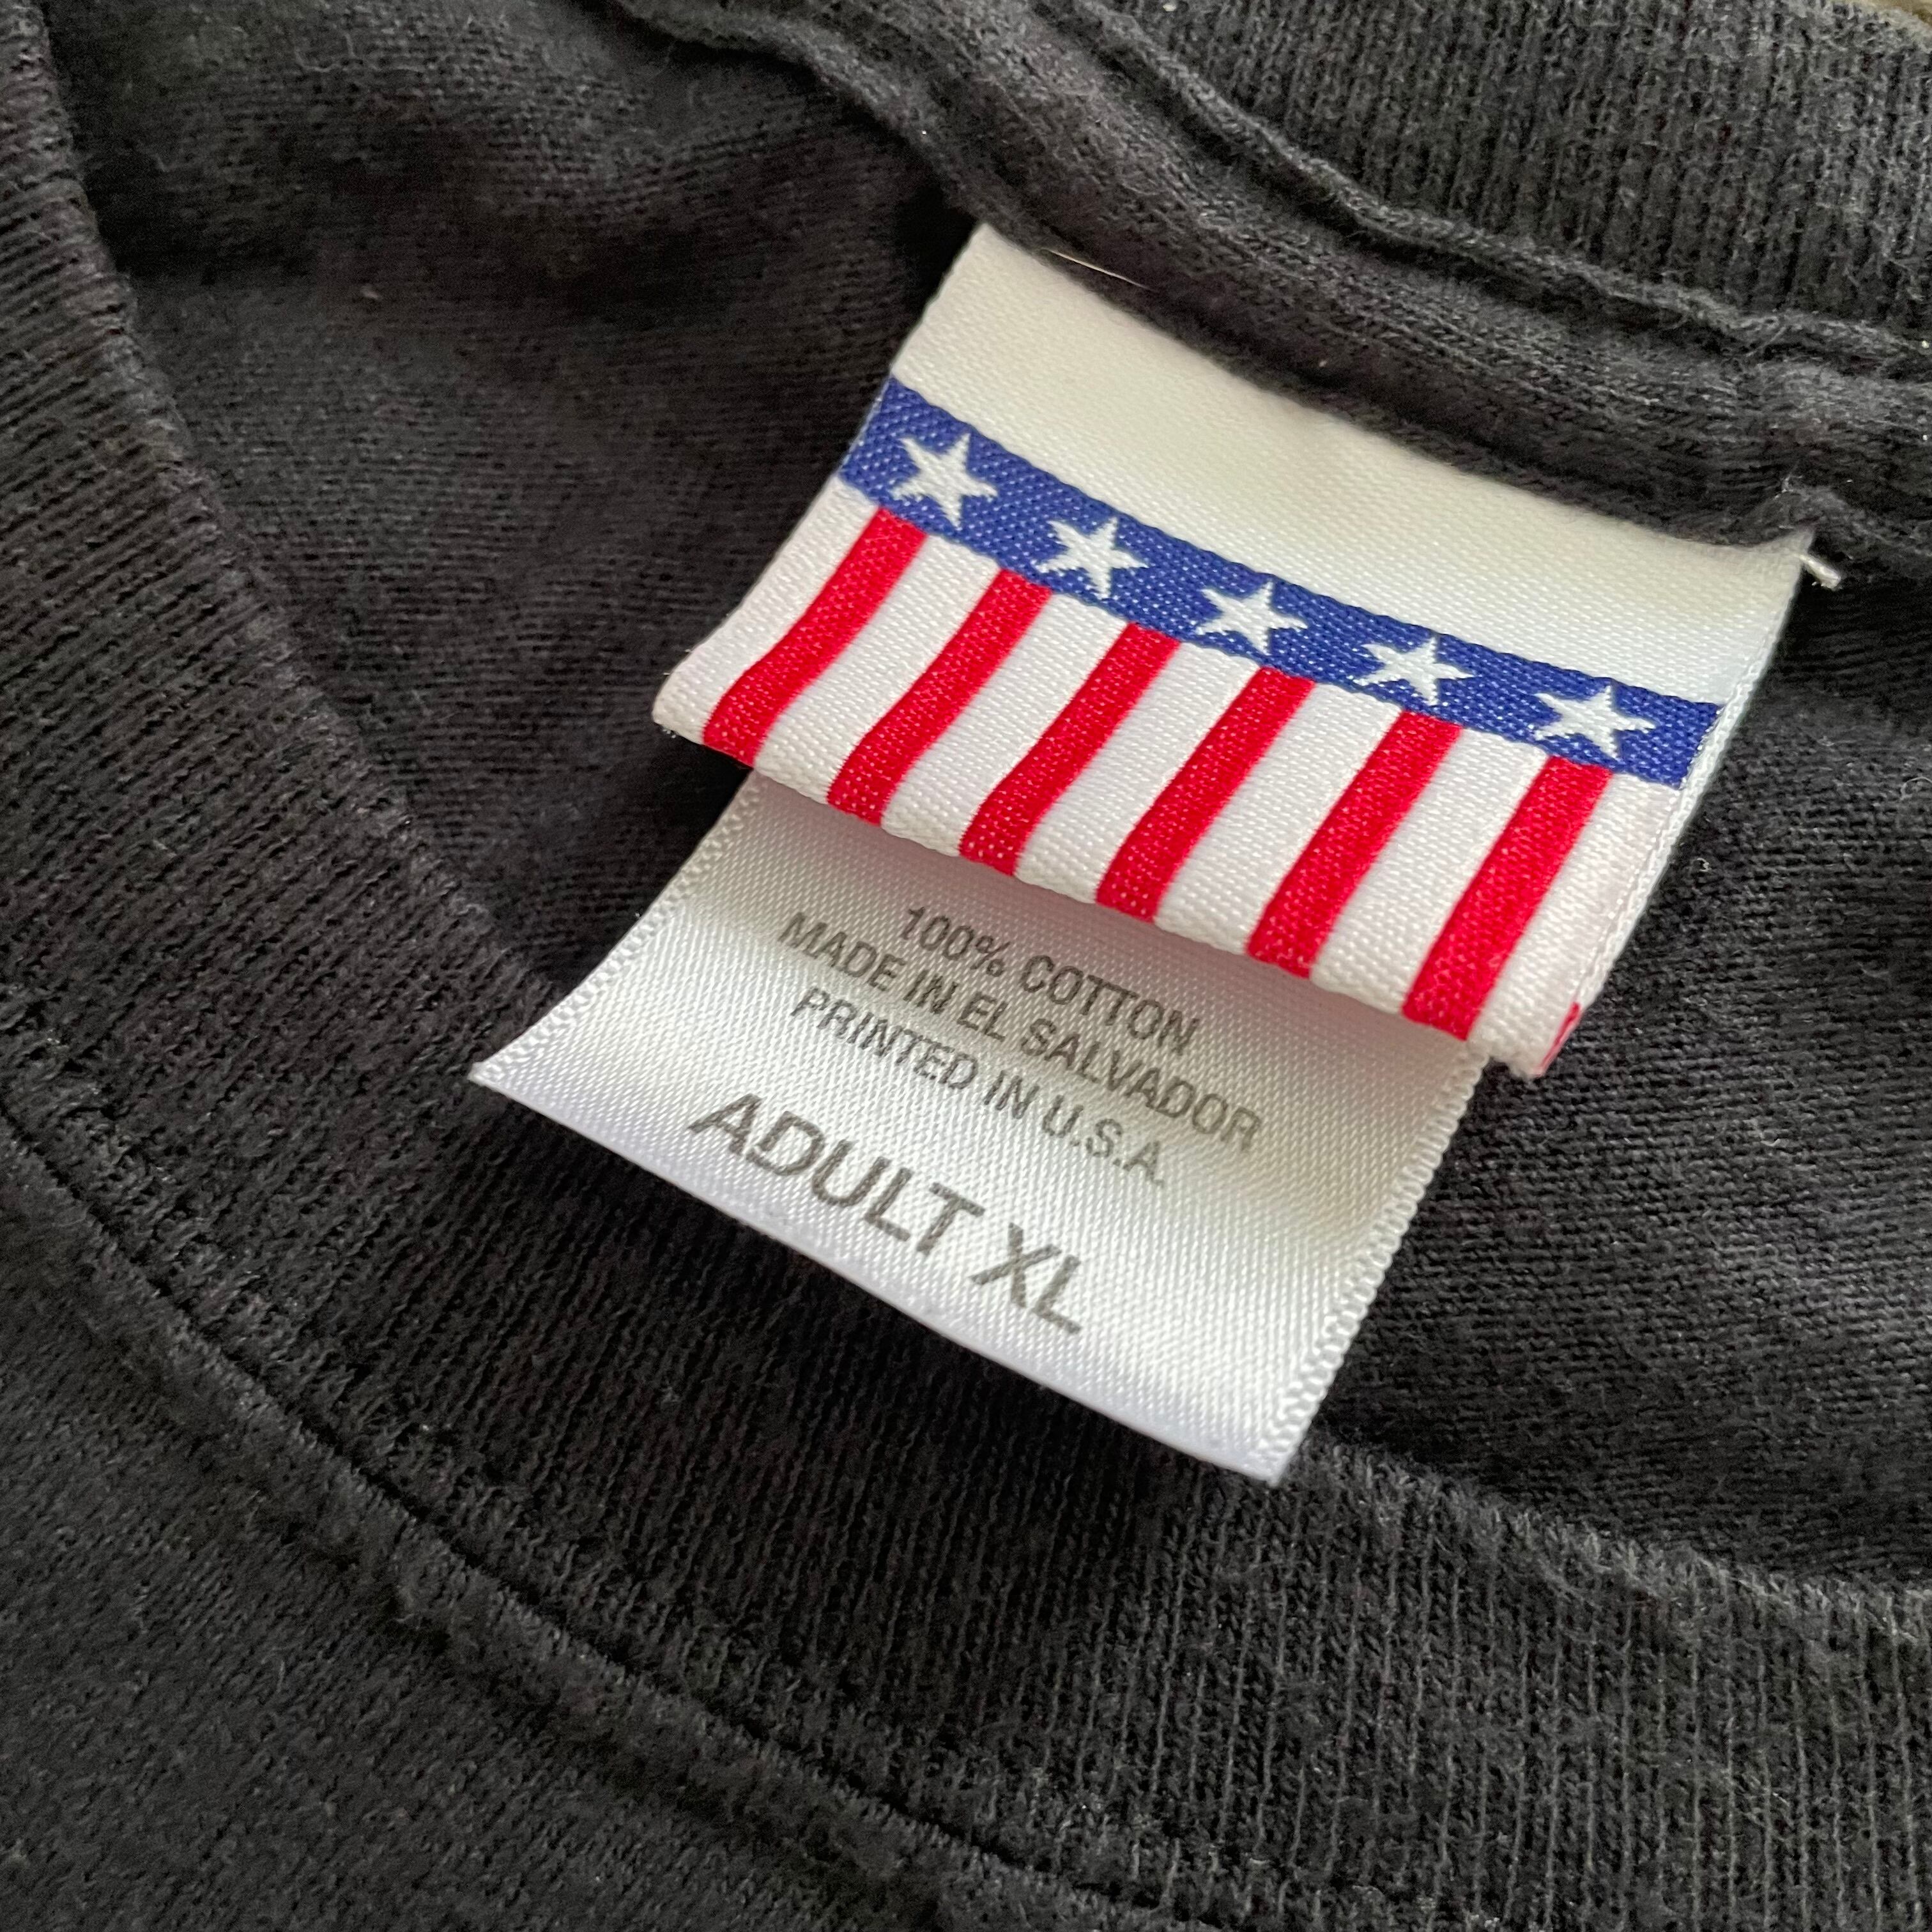 100% COTTON
MADE IN EL SALVADOR
PRINTED IN U.S.A.
ADULT XL